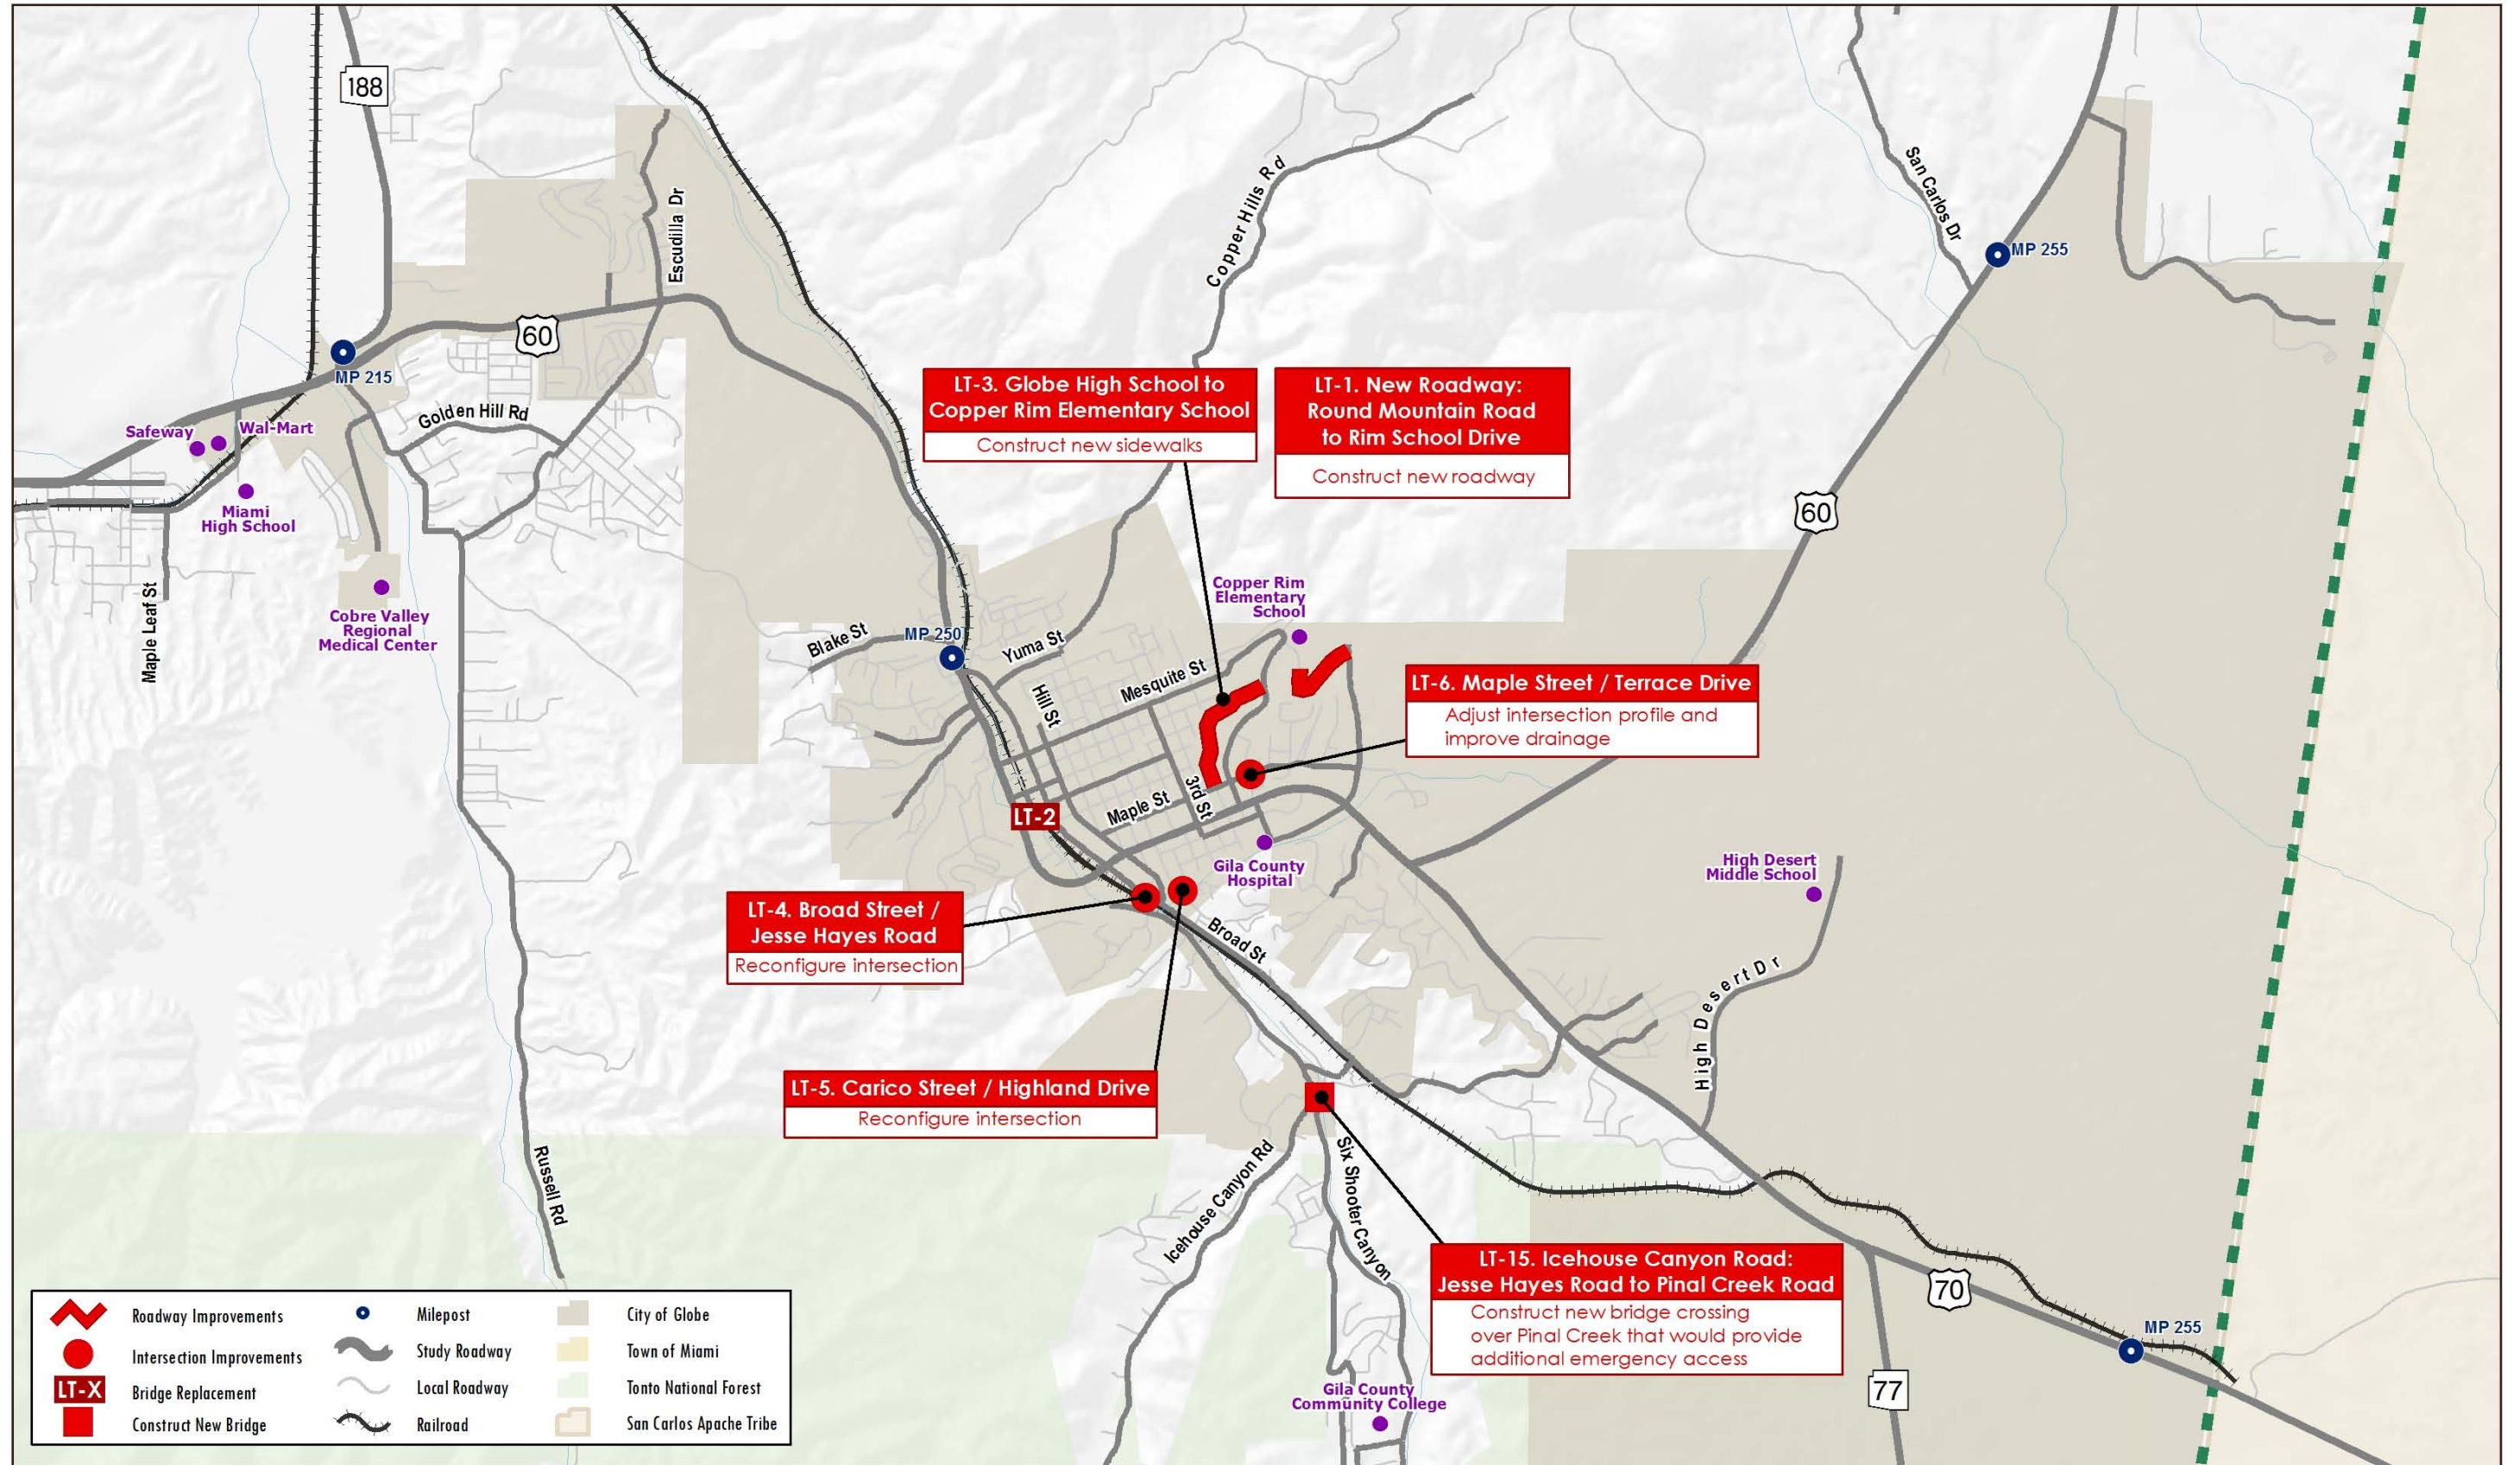 188
Escudilla Dr
60
MP 215
Golden Hill Rd
Safeway
Wal-Mart
Miami
High School
Maple Leaf St
Cobre Valley
Regional
Medical Center
Copper Hills Rd
San Carlos Dr
MP 255
60
LT-3. Globe High School to
Copper Rim Elementary School
Construct new sidewalks
LT-1. New Roadway:
Round Mountain Road
to Rim School Drive
Construct new roadway
Copper Rim
Elementary
School
Blake St
MP 250
Yuma St
Hill St
Mesquite St
LT-6. Maple Street / Terrace Drive
Adjust intersection profile and
improve drainage
3rd St
Maple St
LT-2
Gila County
Hospital
High Desert
Middle School
LT-4. Broad Street /
Jesse Hayes Road
Reconfigure intersection
Broad St
High Desert Dr
LT-5. Carico Street / Highland Drive
Reconfigure intersection
Russell Rd
Icehouse Canyon Rd
Six Shooter Canyon
LT-15. Icehouse Canyon Road:
Jesse Hayes Road to Pinal Creek Road
Construct new bridge crossing
over Pinal Creek that would provide
additional emergency access
70
MP 255
77
Gila County
Community College
Roadway Improvements
Intersection Improvements
LT-X Bridge Replacement
Construct New Bridge
Milepost
Study Roadway
Local Roadway
Railroad
City of Globe
Town of Miami
Tonto National Forest
San Carlos Apache Tribe